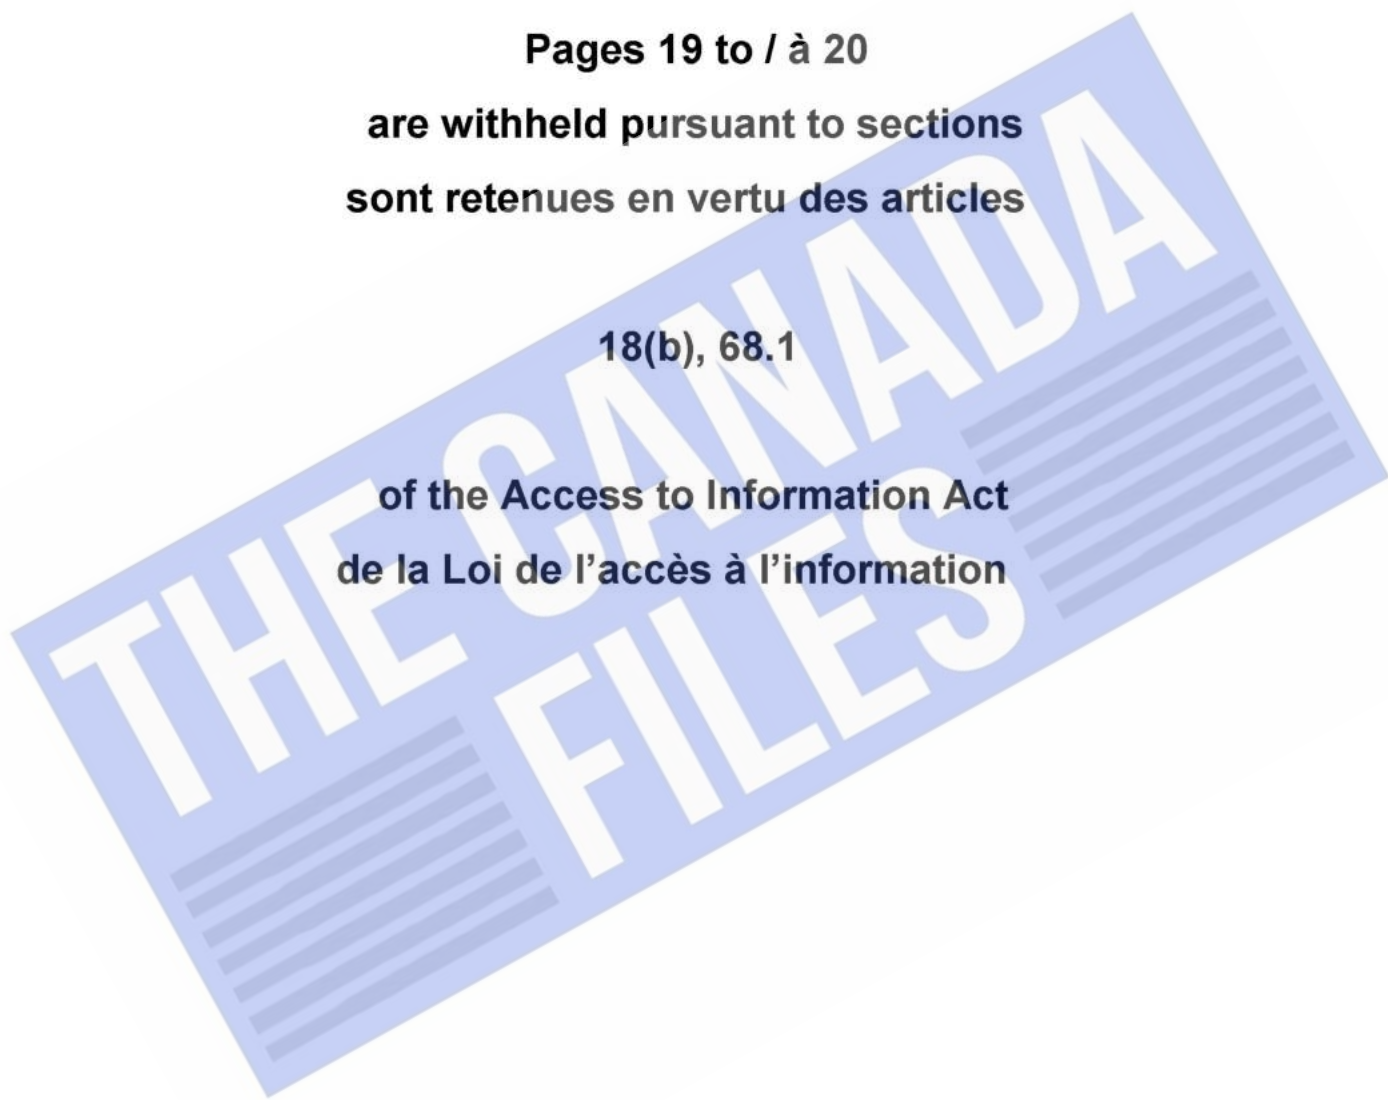 Pages 19 to / à 20
are withheld pursuant to sections
sont retenues en vertu des articles
18(b), 68.1
of the Access to Information Act
de la Loi de l'accès à l'information
THE CANADA
FILES